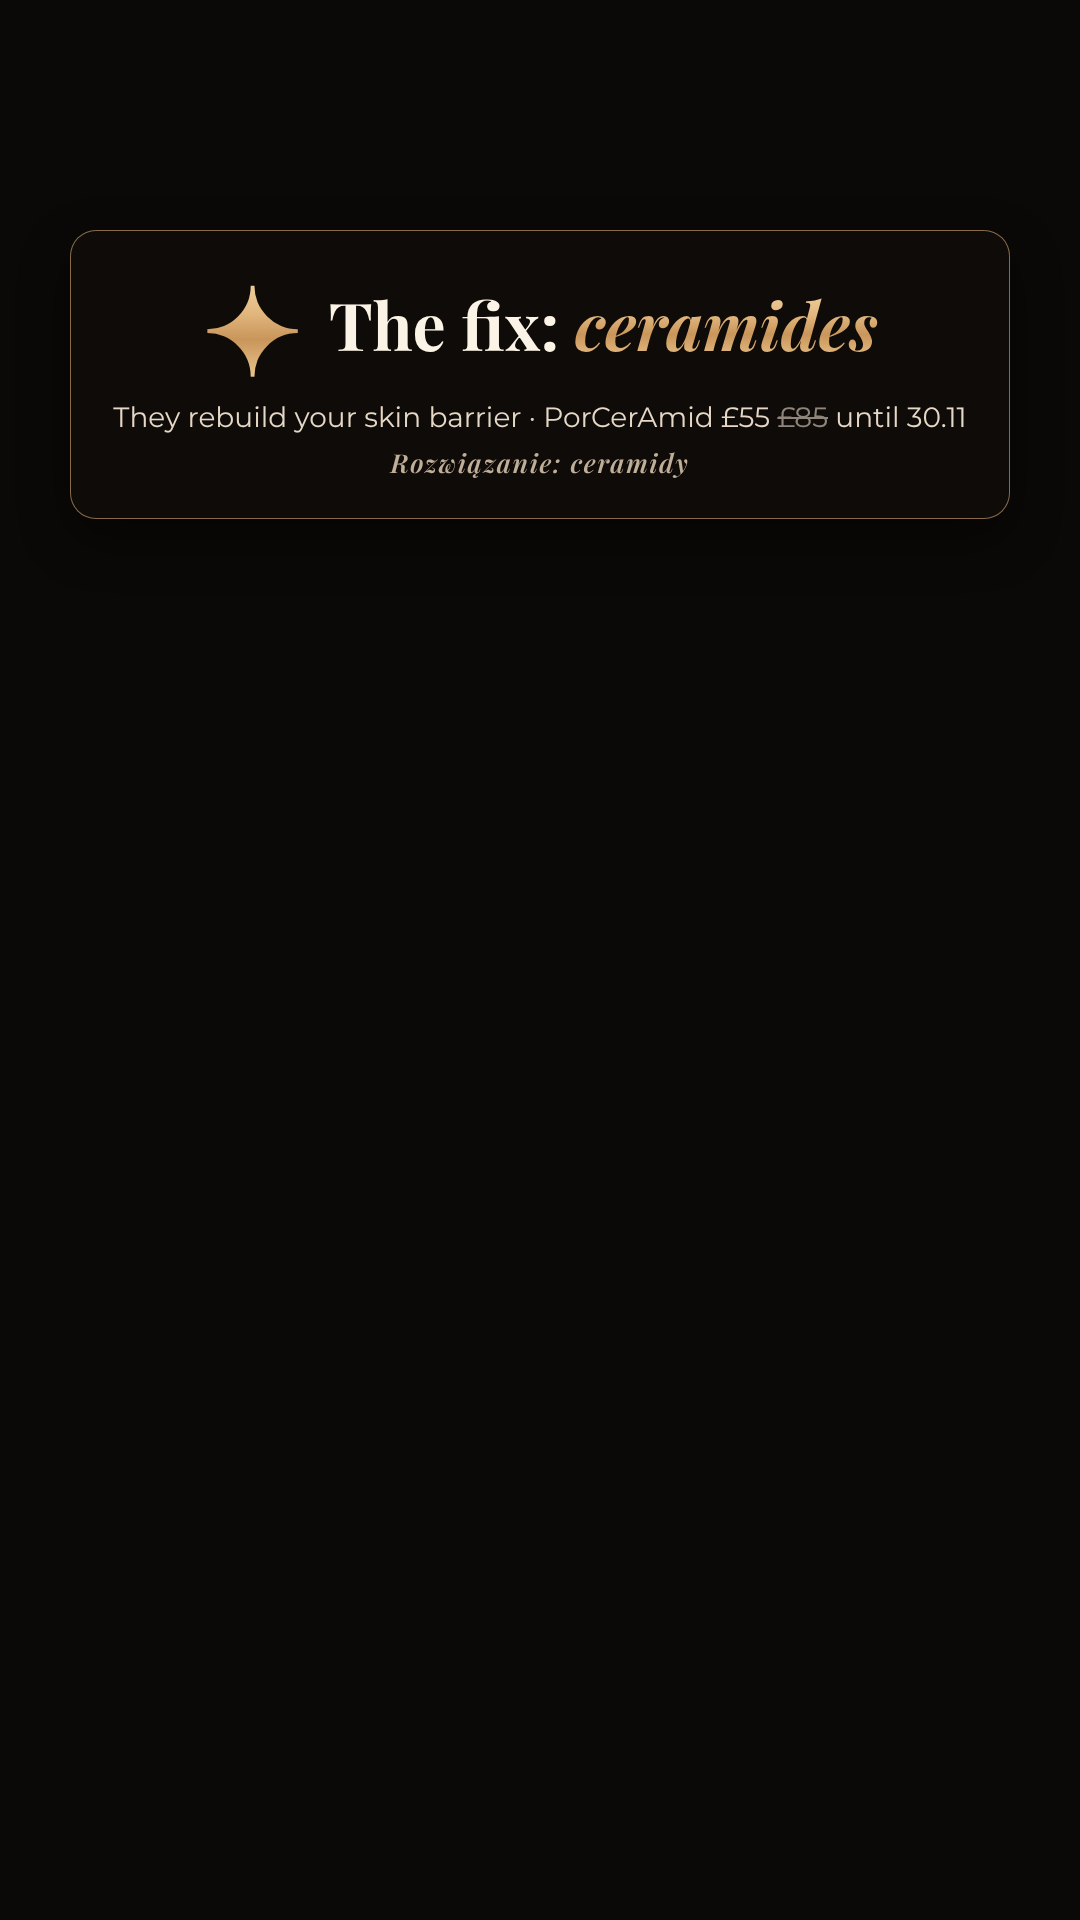 The fix: ceramides
They rebuild your skin barrier · PorCerAmid £55 £85 until 30.11
Rozwiązanie: ceramidy